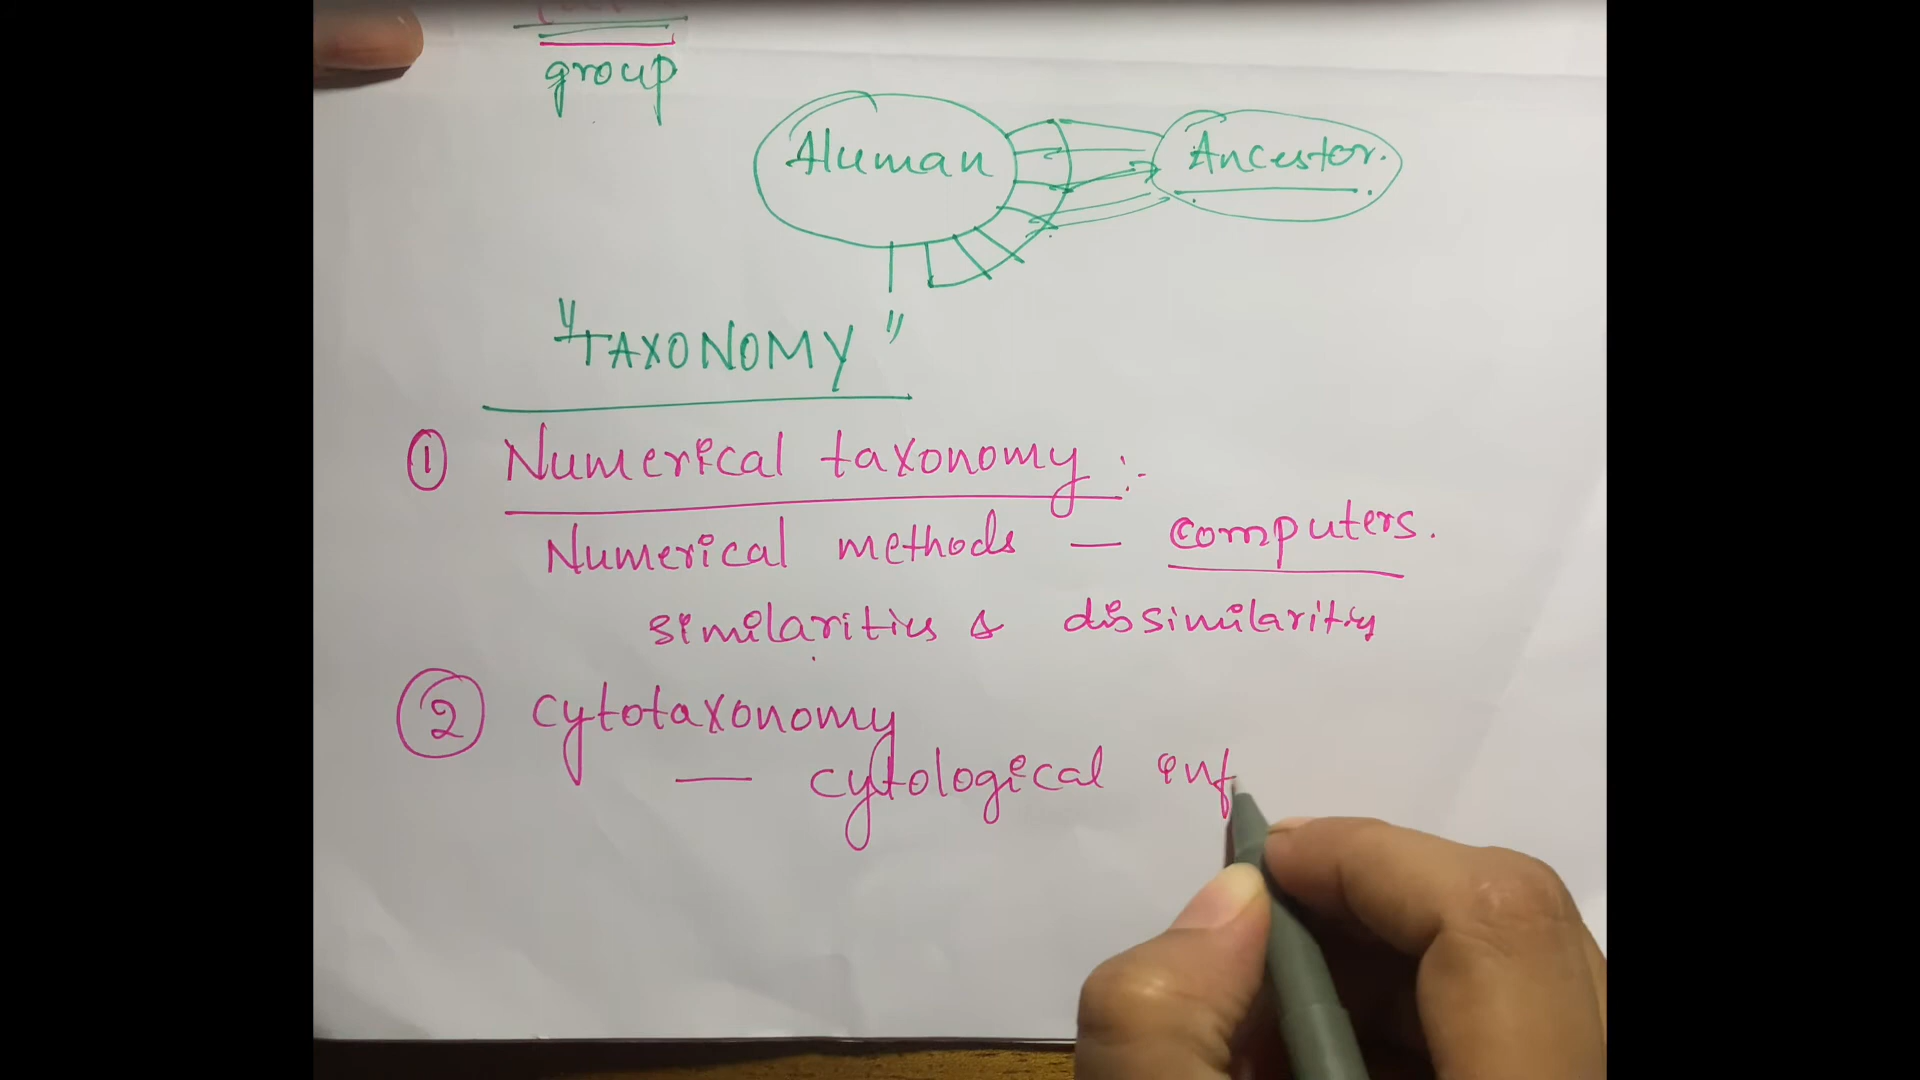 group
Human
Ancestor.
"TAXONOMY"
① Numerical taxonomy :-
Numerical methods — computers.
similarities & dissimilarity
② cytotaxonomy
— cytological inf